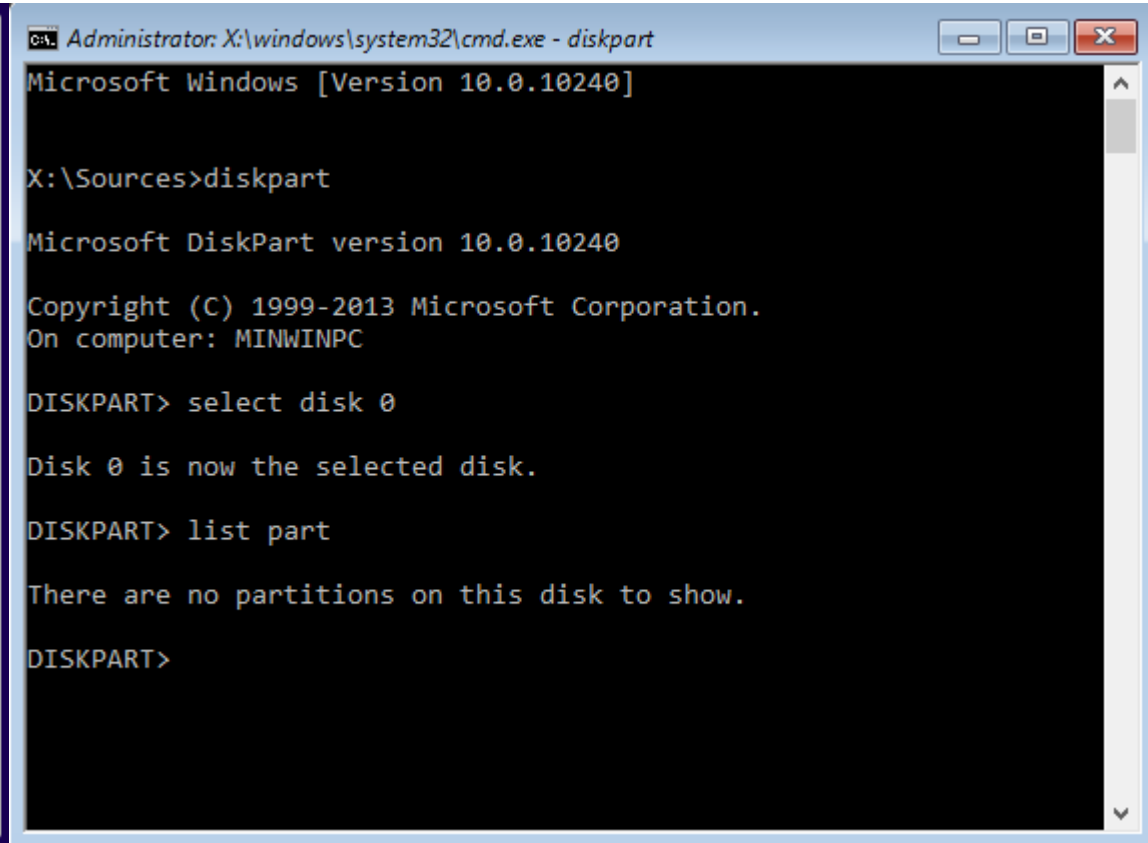 Administrator: X:\windows\system32\cmd.exe - diskpart
Microsoft Windows [Version 10.0.10240]
X:\Sources>diskpart
Microsoft DiskPart version 10.0.10240
Copyright (C) 1999-2013 Microsoft Corporation.
On computer: MINWINPC
DISKPART> select disk 0
Disk 0 is now the selected disk.
DISKPART> list part
There are no partitions on this disk to show.
DISKPART>